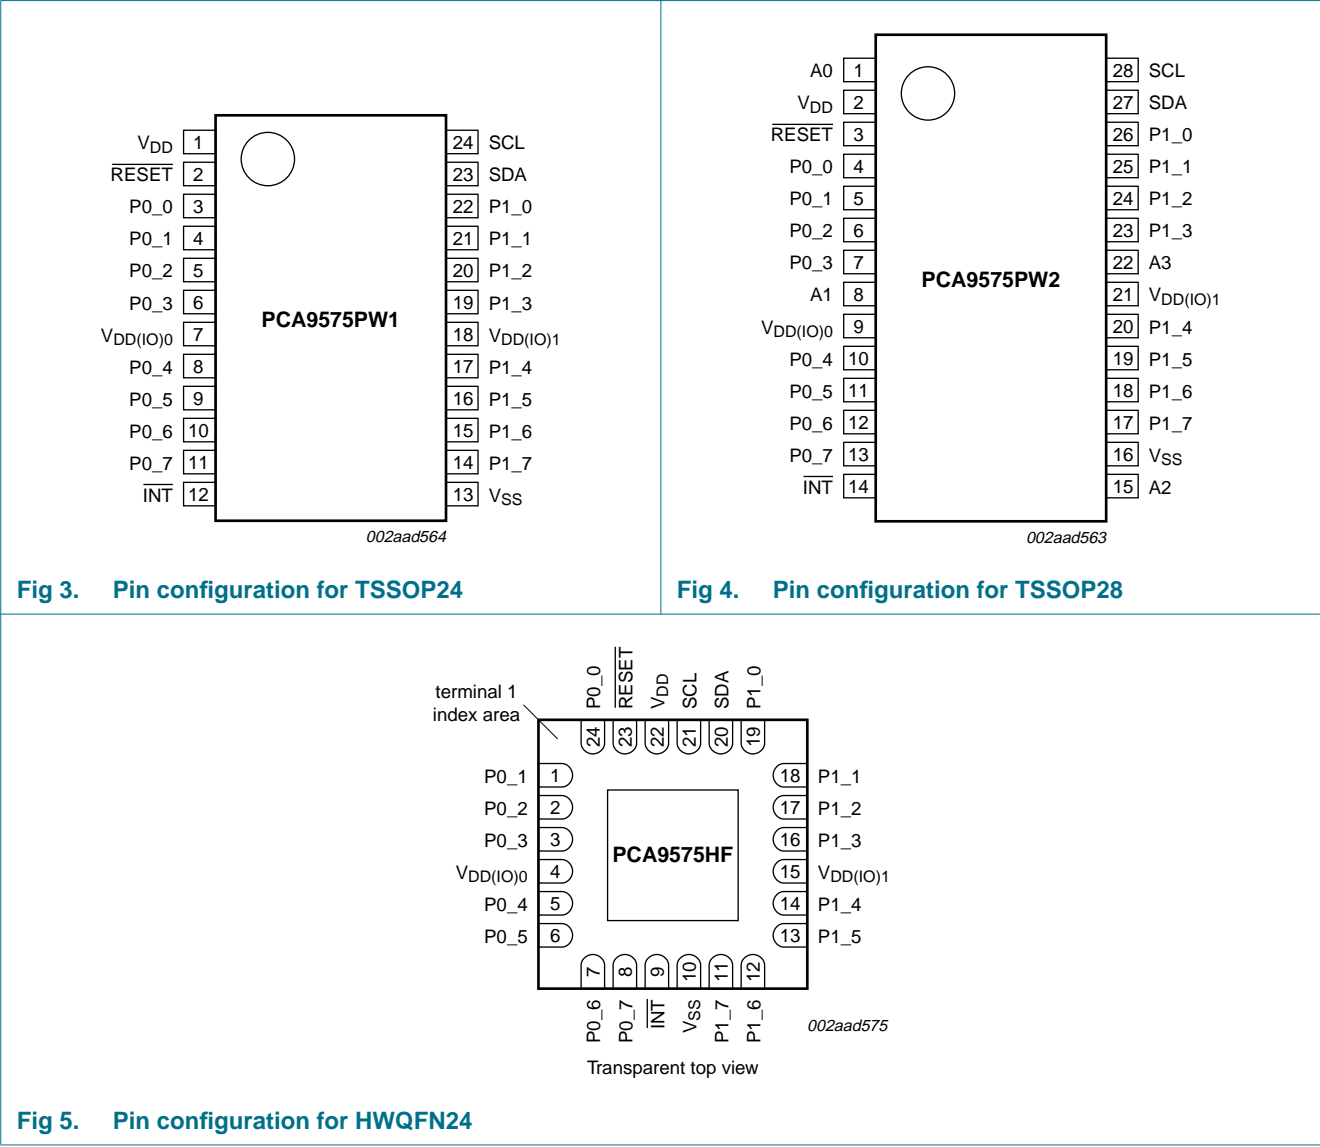 A0 1
28 SCL
VDD 2
27 SDA
RESET 3
26 P1_0
P0_0 4
25 P1_1
P0_1 5
24 P1_2
P0_2 6
23 P1_3
P0_3 7
22 A3
A1 8
21 VDD(IO)1
VDD(IO)0 9
20 P1_4
P0_4 10
19 P1_5
P0_5 11
18 P1_6
P0_6 12
17 P1_7
P0_7 13
16 VSS
INT 14
15 A2
PCA9575PW2
002aad563
VDD 1
24 SCL
RESET 2
23 SDA
P0_0 3
22 P1_0
P0_1 4
21 P1_1
P0_2 5
20 P1_2
P0_3 6
19 P1_3
VDD(IO)0 7
18 VDD(IO)1
P0_4 8
17 P1_4
P0_5 9
16 P1_5
P0_6 10
15 P1_6
P0_7 11
14 P1_7
INT 12
13 VSS
PCA9575PW1
002aad564
Fig 3. Pin configuration for TSSOP24
Fig 4. Pin configuration for TSSOP28
terminal 1
index area
P0_0 24
RESET 23
VDD 22
SCL 21
SDA 20
P1_0 19
P0_1 1
18 P1_1
P0_2 2
17 P1_2
P0_3 3
16 P1_3
VDD(IO)0 4
15 VDD(IO)1
P0_4 5
14 P1_4
P0_5 6
13 P1_5
PCA9575HF
P0_6 7
P0_7 8
INT 9
VSS 10
P1_7 11
P1_6 12
002aad575
Transparent top view
Fig 5. Pin configuration for HWQFN24